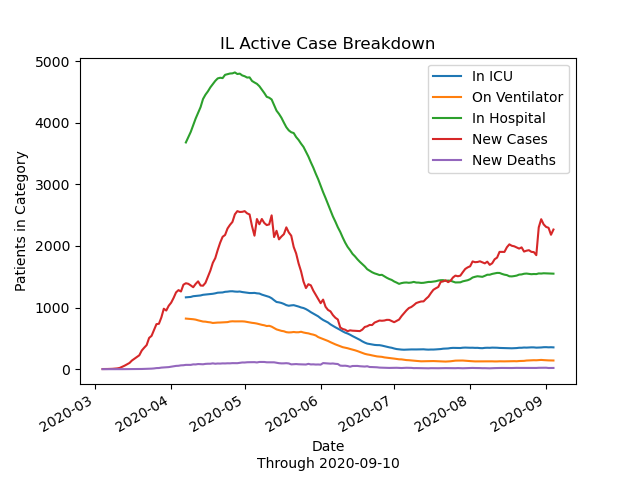 IL Active Case Breakdown
5000
4000
3000
2000
1000
0
Patients in Category
In ICU
On Ventilator
In Hospital
New Cases
New Deaths
2020-03
2020-04
2020-05
2020-06
2020-07
2020-08
2020-09
Date
Through 2020-09-10